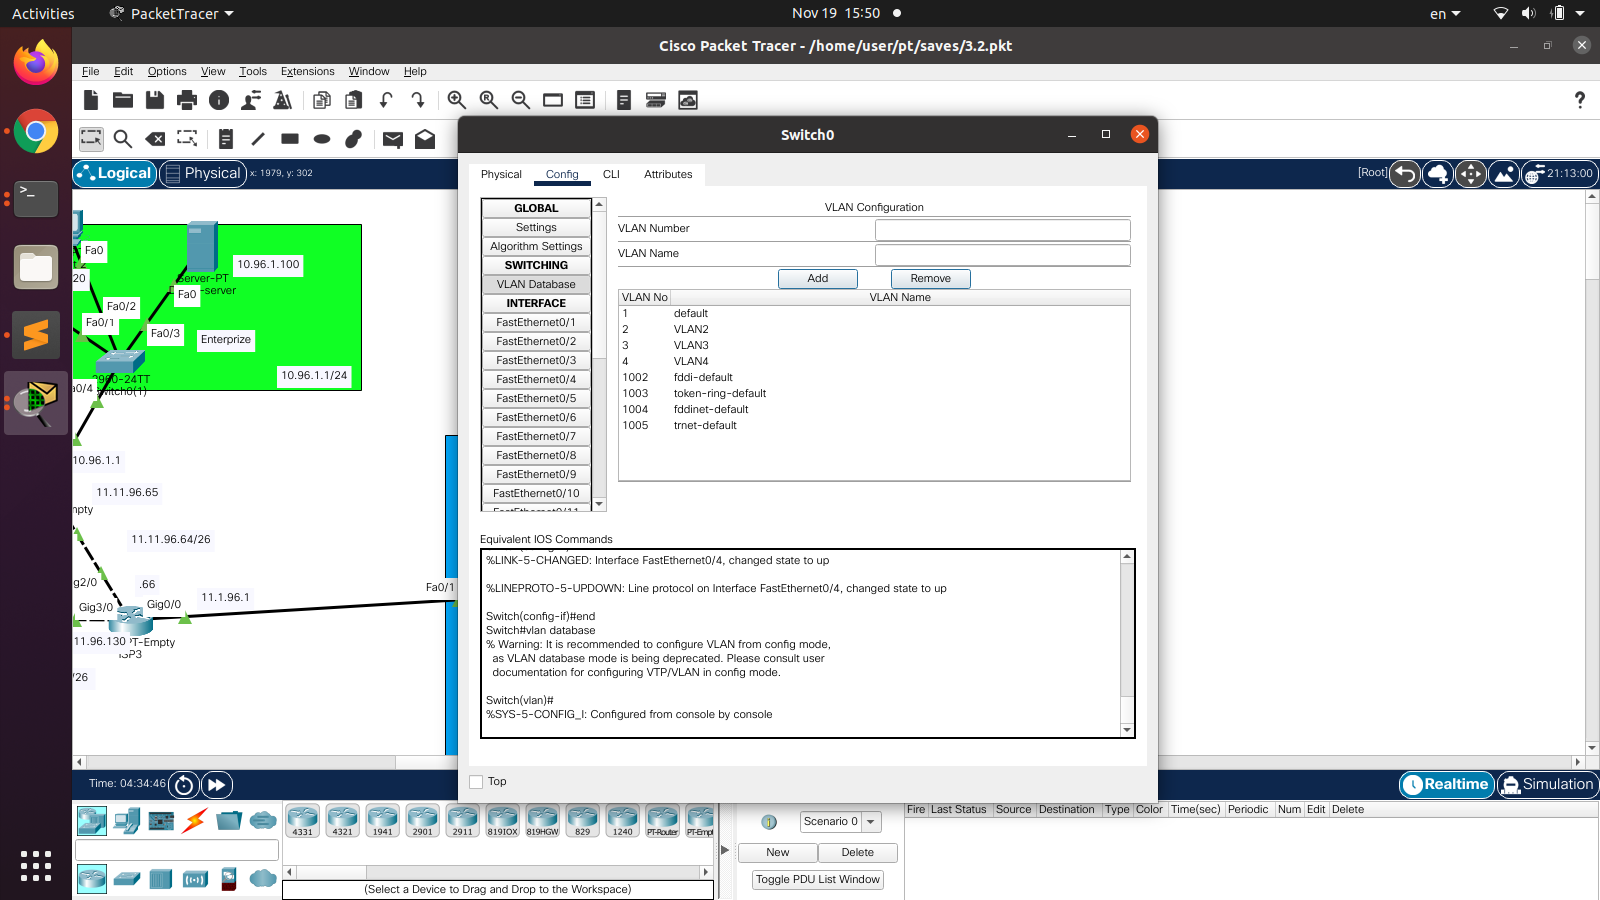 Activities
PacketTracer
Nov 19 15:50
en
Cisco Packet Tracer - /home/user/pt/saves/3.2.pkt
File Edit Options View Tools Extensions Window Help
Logical
Physical
x: 1979, y: 302
[Root]
21:13:00
Fa0
20
Server-PT
server
10.96.1.100
Fa0
Fa0/2
Fa0/1
Fa0/3
Enterprize
2960-24TT
Switch0(1)
a0/4
10.96.1.1/24
10.96.1.1
11.11.96.65
mpty
11.11.96.64/26
g2/0
.66
Gig3/0
Gig0/0
11.1.96.1
Fa0/1
11.96.130
PT-Empty
ISP3
/26
Switch0
Physical Config CLI Attributes
GLOBAL
Settings
Algorithm Settings
SWITCHING
VLAN Database
INTERFACE
FastEthernet0/1
FastEthernet0/2
FastEthernet0/3
FastEthernet0/4
FastEthernet0/5
FastEthernet0/6
FastEthernet0/7
FastEthernet0/8
FastEthernet0/9
FastEthernet0/10
FastEthernet0/11
VLAN Configuration
VLAN Number
VLAN Name
Add Remove
VLAN No VLAN Name
1 default
2 VLAN2
3 VLAN3
4 VLAN4
1002 fddi-default
1003 token-ring-default
1004 fddinet-default
1005 trnet-default
Equivalent IOS Commands
%LINK-5-CHANGED: Interface FastEthernet0/4, changed state to up
%LINEPROTO-5-UPDOWN: Line protocol on Interface FastEthernet0/4, changed state to up
Switch(config-if)#end
Switch#vlan database
% Warning: It is recommended to configure VLAN from config mode,
as VLAN database mode is being deprecated. Please consult user
documentation for configuring VTP/VLAN in config mode.
Switch(vlan)#
%SYS-5-CONFIG_I: Configured from console by console
Top
Time: 04:34:46
Realtime
Simulation
4331 4321 1941 2901 2911 819IOX 819HGW 829 1240 PT-Router PT-Empt
(Select a Device to Drag and Drop to the Workspace)
Scenario 0
New Delete
Toggle PDU List Window
Fire Last Status Source Destination Type Color Time(sec) Periodic Num Edit Delete